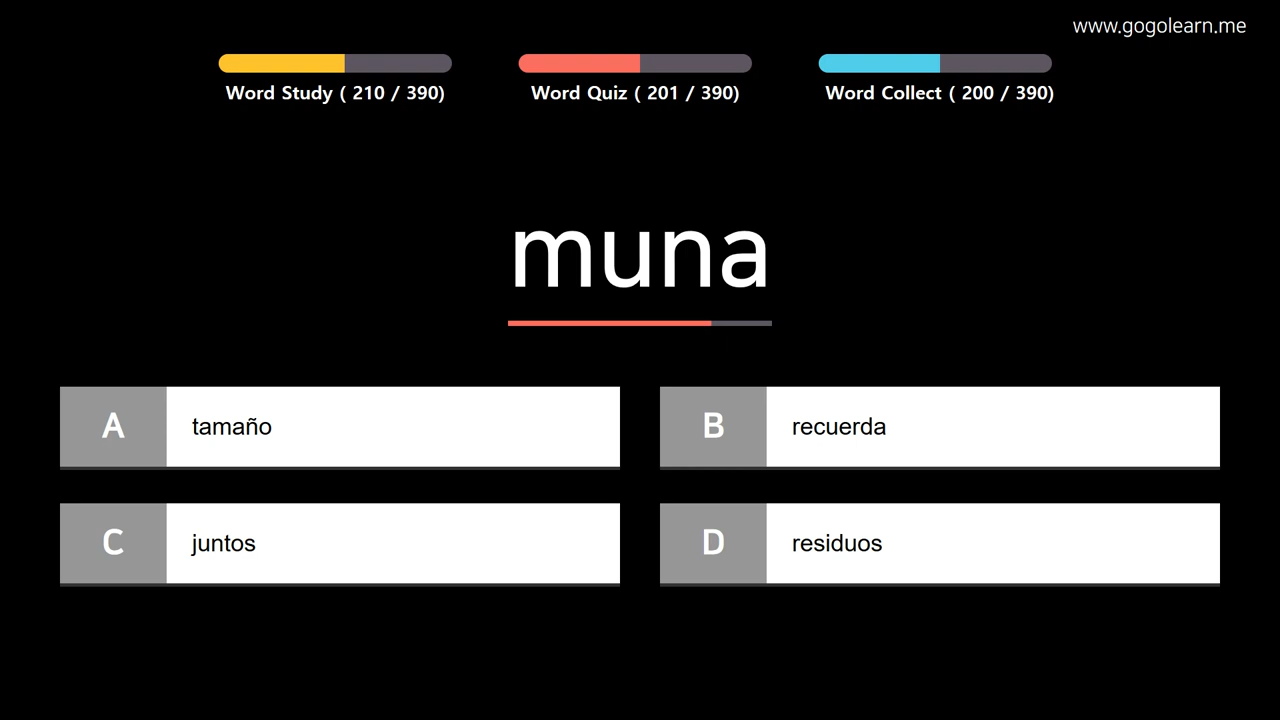 www.gogolearn.me
Word Study ( 210 / 390)
Word Quiz ( 201 / 390)
Word Collect ( 200 / 390)
muna
A
tamaño
B
recuerda
C
juntos
D
residuos